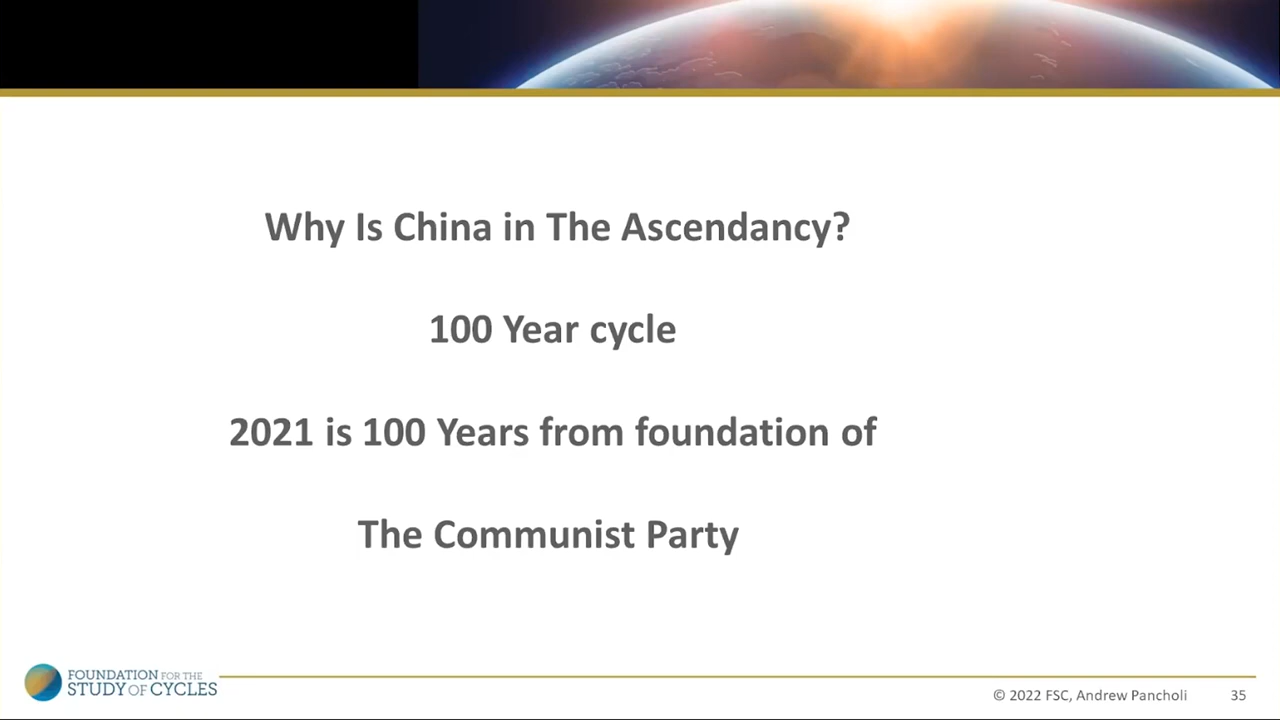 Why Is China in The Ascendancy?
100 Year cycle
2021 is 100 Years from foundation of
The Communist Party
FOUNDATION FOR THE
STUDY OF CYCLES
© 2022 FSC, Andrew Pancholi
35